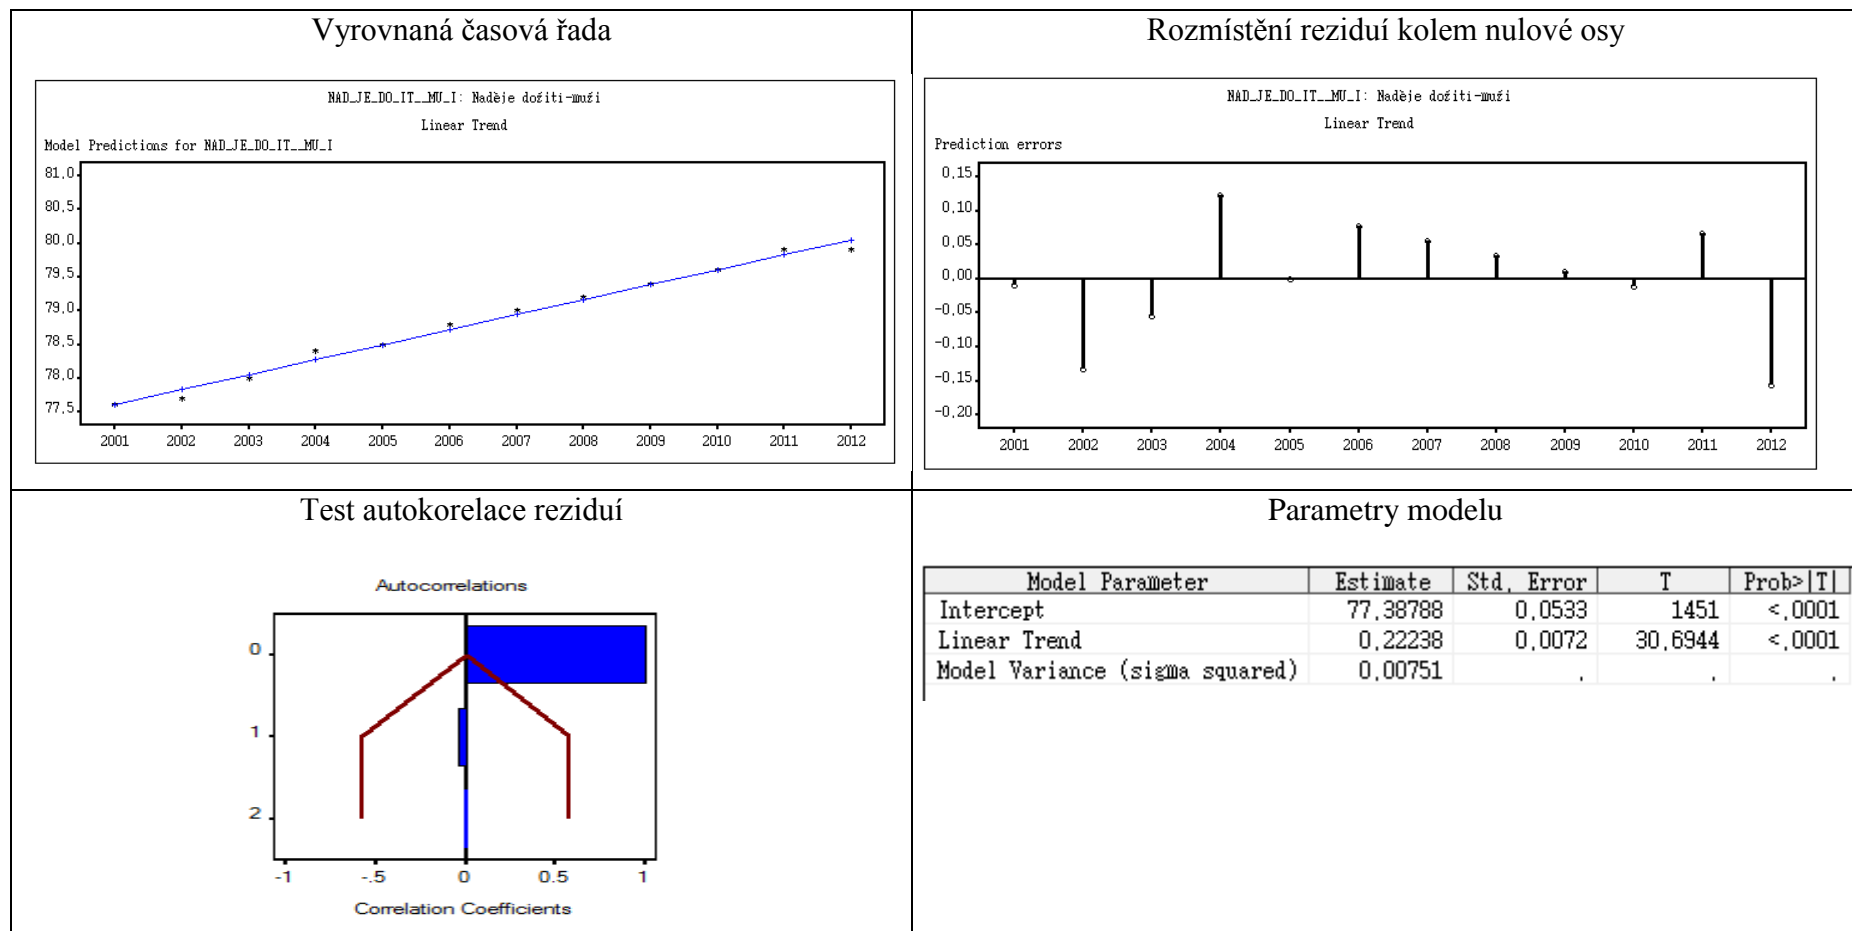 Vyrovnaná časová řada
NAD_JE_DO_IT__MU_I: Naděje dožiti-muži
Linear Trend
Model Predictions for NAD_JE_DO_IT__MU_I
81,0
80,5
80,0
79,5
79,0
78,5
78,0
77,5
2001 2002 2003 2004 2005 2006 2007 2008 2009 2010 2011 2012
Rozmístění reziduí kolem nulové osy
NAD_JE_DO_IT__MU_I: Naděje dožiti-muži
Linear Trend
Prediction errors
0,15
0,10
0,05
0,00
-0,05
-0,10
-0,15
-0,20
2001 2002 2003 2004 2005 2006 2007 2008 2009 2010 2011 2012
Test autokorelace reziduí
Autocorrelations
0
1
2
-1 -.5 0 0.5 1
Correlation Coefficients
Parametry modelu
Model Parameter Estimate Std, Error T Prob>|T|
Intercept 77,38788 0,0533 1451 <,0001
Linear Trend 0,22238 0,0072 30,6944 <,0001
Model Variance (sigma squared) 0,00751 , , ,